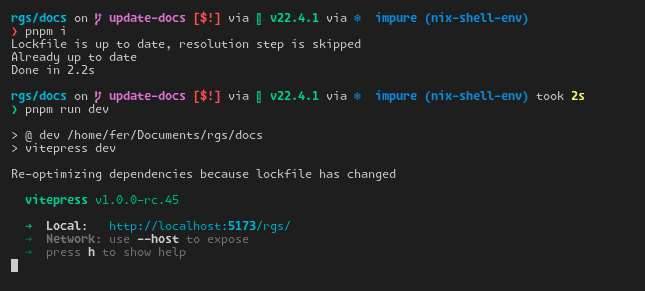 rgs/docs on  update-docs [$!] via  v22.4.1 via ❄ impure (nix-shell-env)
❯ pnpm i
Lockfile is up to date, resolution step is skipped
Already up to date
Done in 2.2s
rgs/docs on  update-docs [$!] via  v22.4.1 via ❄ impure (nix-shell-env) took 2s
❯ pnpm run dev
> @ dev /home/fer/Documents/rgs/docs
> vitepress dev
Re-optimizing dependencies because lockfile has changed
vitepress v1.0.0-rc.45
➜ Local: http://localhost:5173/rgs/
➜ Network: use --host to expose
➜ press h to show help